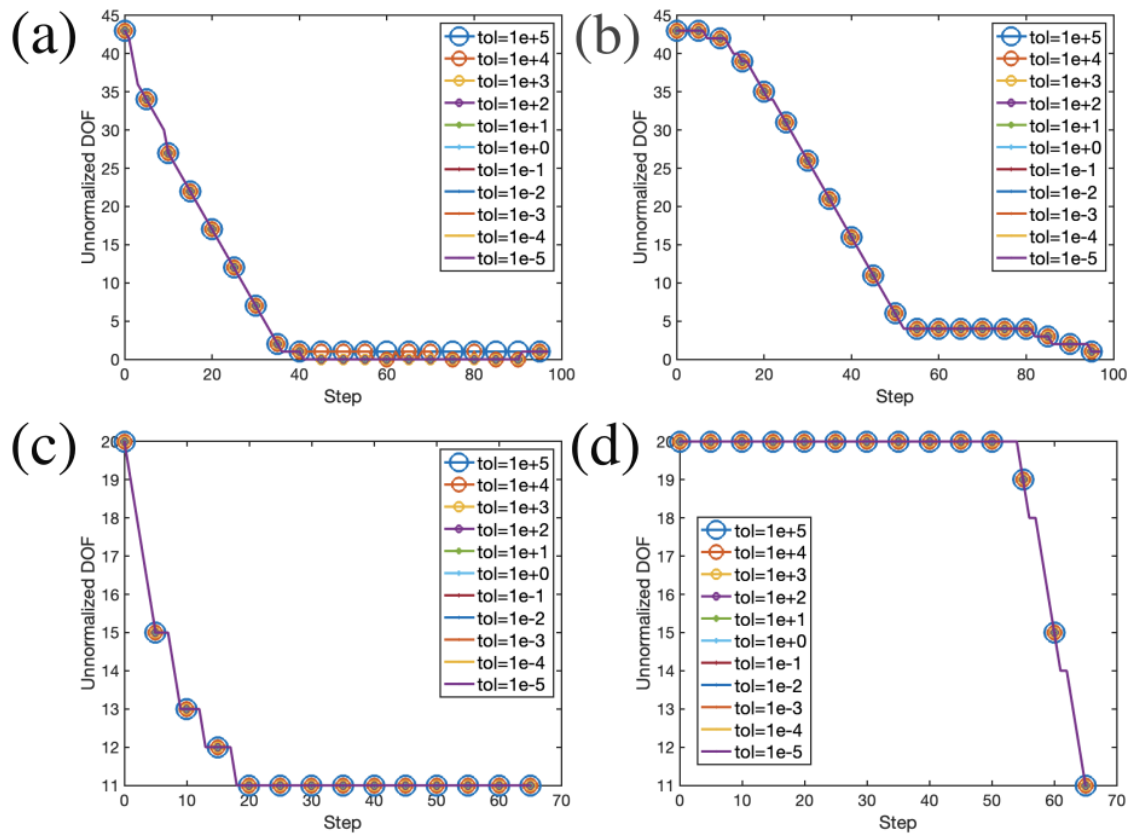 (a)
45
40
35
30
25
20
15
10
5
0
Unnormalized DOF
0 20 40 60 80 100
Step
tol=1e+5
tol=1e+4
tol=1e+3
tol=1e+2
tol=1e+1
tol=1e+0
tol=1e-1
tol=1e-2
tol=1e-3
tol=1e-4
tol=1e-5
(b)
45
40
35
30
25
20
15
10
5
0
Unnormalized DOF
0 20 40 60 80 100
Step
tol=1e+5
tol=1e+4
tol=1e+3
tol=1e+2
tol=1e+1
tol=1e+0
tol=1e-1
tol=1e-2
tol=1e-3
tol=1e-4
tol=1e-5
(c)
20
19
18
17
16
15
14
13
12
11
Unnormalized DOF
0 10 20 30 40 50 60 70
Step
tol=1e+5
tol=1e+4
tol=1e+3
tol=1e+2
tol=1e+1
tol=1e+0
tol=1e-1
tol=1e-2
tol=1e-3
tol=1e-4
tol=1e-5
(d)
20
19
18
17
16
15
14
13
12
11
Unnormalized DOF
0 10 20 30 40 50 60 70
Step
tol=1e+5
tol=1e+4
tol=1e+3
tol=1e+2
tol=1e+1
tol=1e+0
tol=1e-1
tol=1e-2
tol=1e-3
tol=1e-4
tol=1e-5